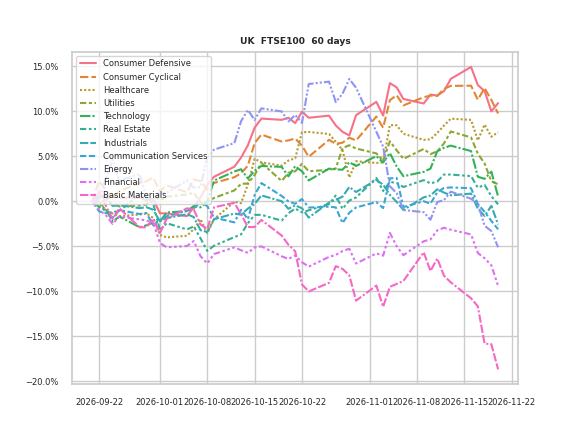 UK  FTSE100  60 days
15.0%
10.0%
5.0%
0.0%
−5.0%
−10.0%
−15.0%
−20.0%
Consumer Defensive
Consumer Cyclical
Healthcare
Utilities
Technology
Real Estate
Industrials
Communication Services
Energy
Financial
Basic Materials
2026-09-22
2026-10-01
2026-10-08
2026-10-15
2026-10-22
2026-11-01
2026-11-08
2026-11-15
2026-11-22